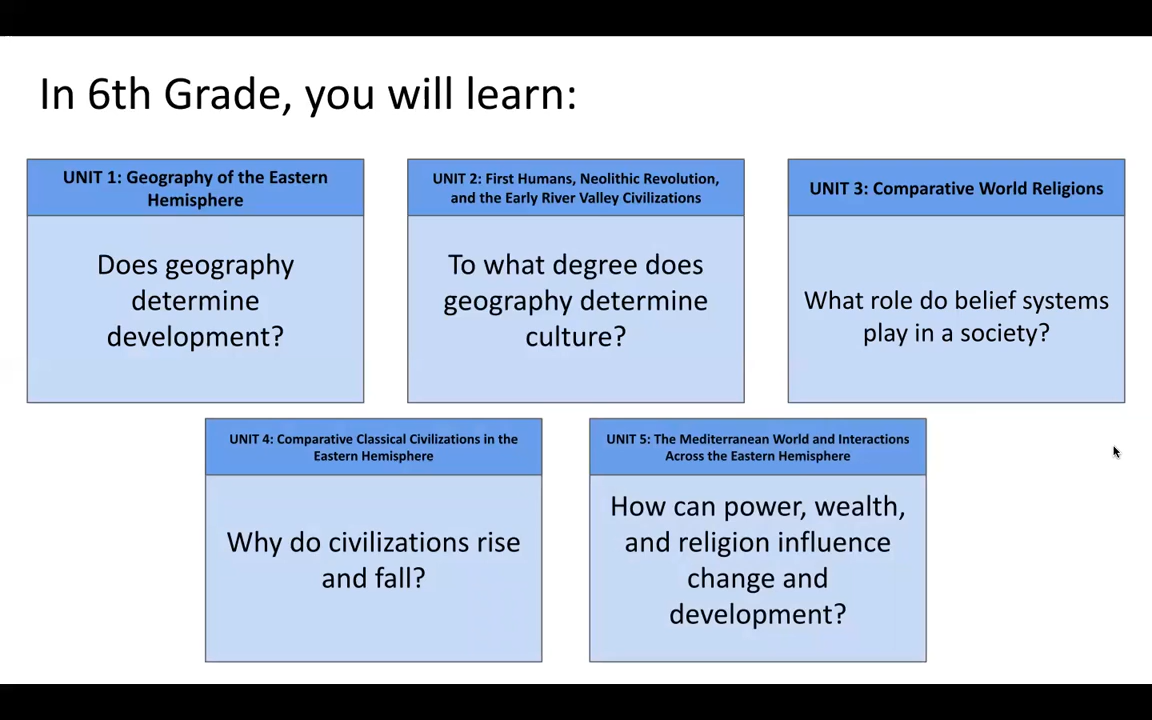 In 6th Grade, you will learn:
UNIT 1: Geography of the Eastern
Hemisphere
Does geography
determine
development?
UNIT 2: First Humans, Neolithic Revolution,
and the Early River Valley Civilizations
To what degree does
geography determine
culture?
UNIT 3: Comparative World Religions
What role do belief systems
play in a society?
UNIT 4: Comparative Classical Civilizations in the
Eastern Hemisphere
Why do civilizations rise
and fall?
UNIT 5: The Mediterranean World and Interactions
Across the Eastern Hemisphere
How can power, wealth,
and religion influence
change and
development?